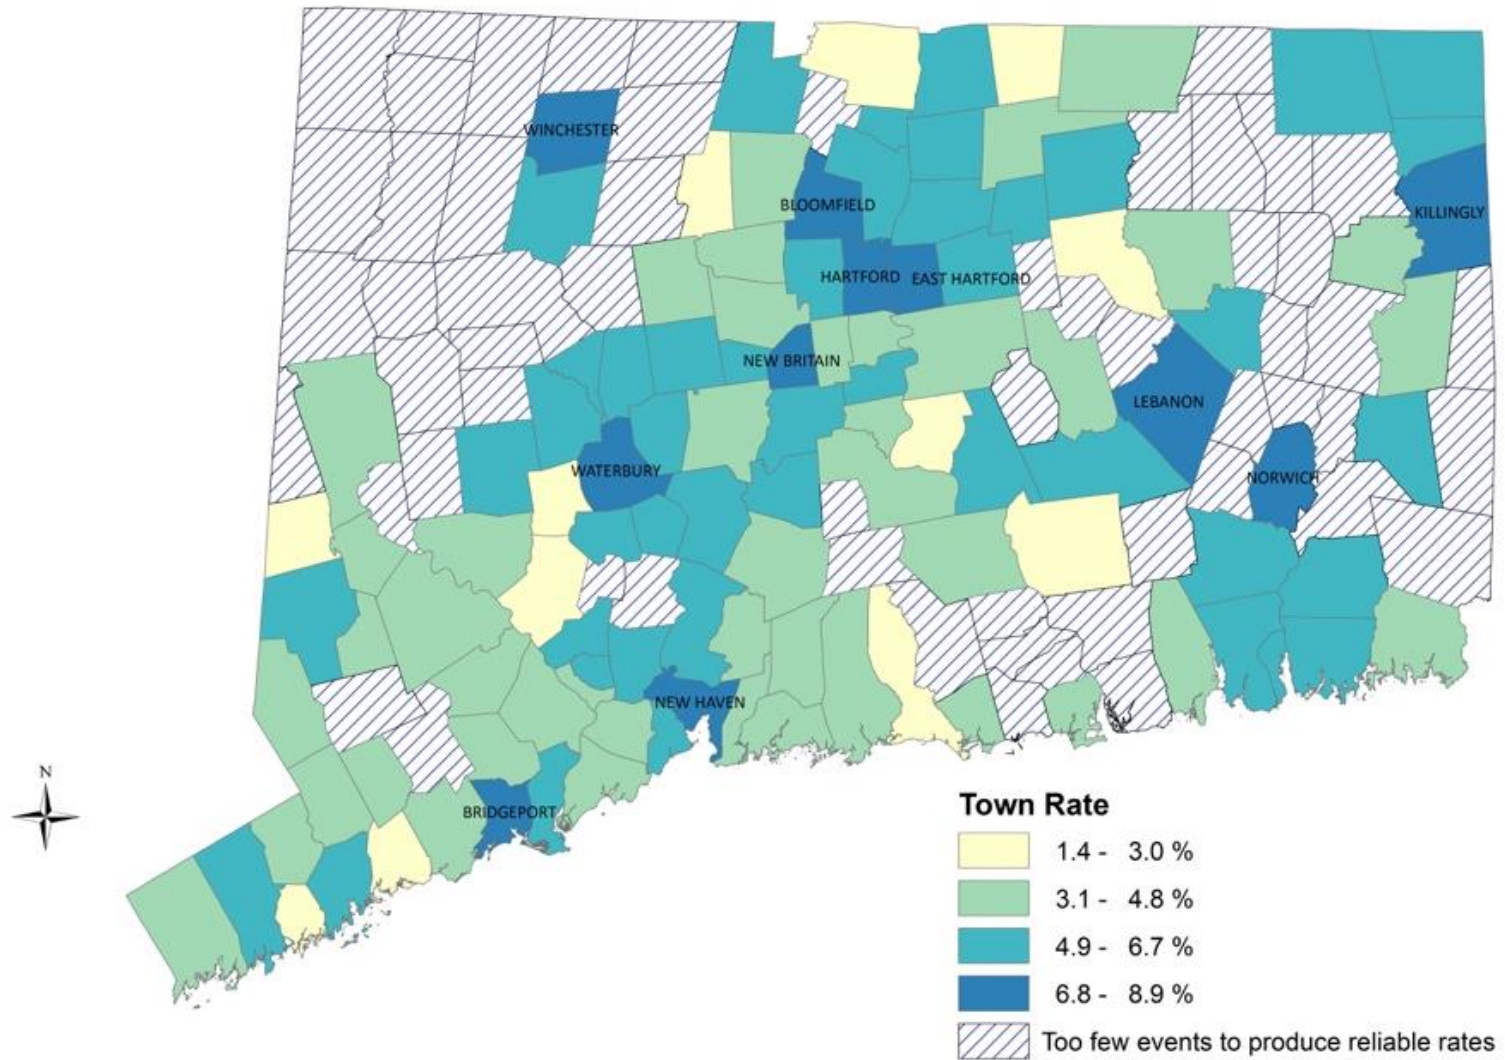 WINCHESTER
BLOOMFIELD
KILLINGLY
HARTFORD
EAST HARTFORD
NEW BRITAIN
LEBANON
WATERBURY
NORWICH
NEW HAVEN
N
BRIDGEPORT
Town Rate
1.4 - 3.0 %
3.1 - 4.8 %
4.9 - 6.7 %
6.8 - 8.9 %
Too few events to produce reliable rates